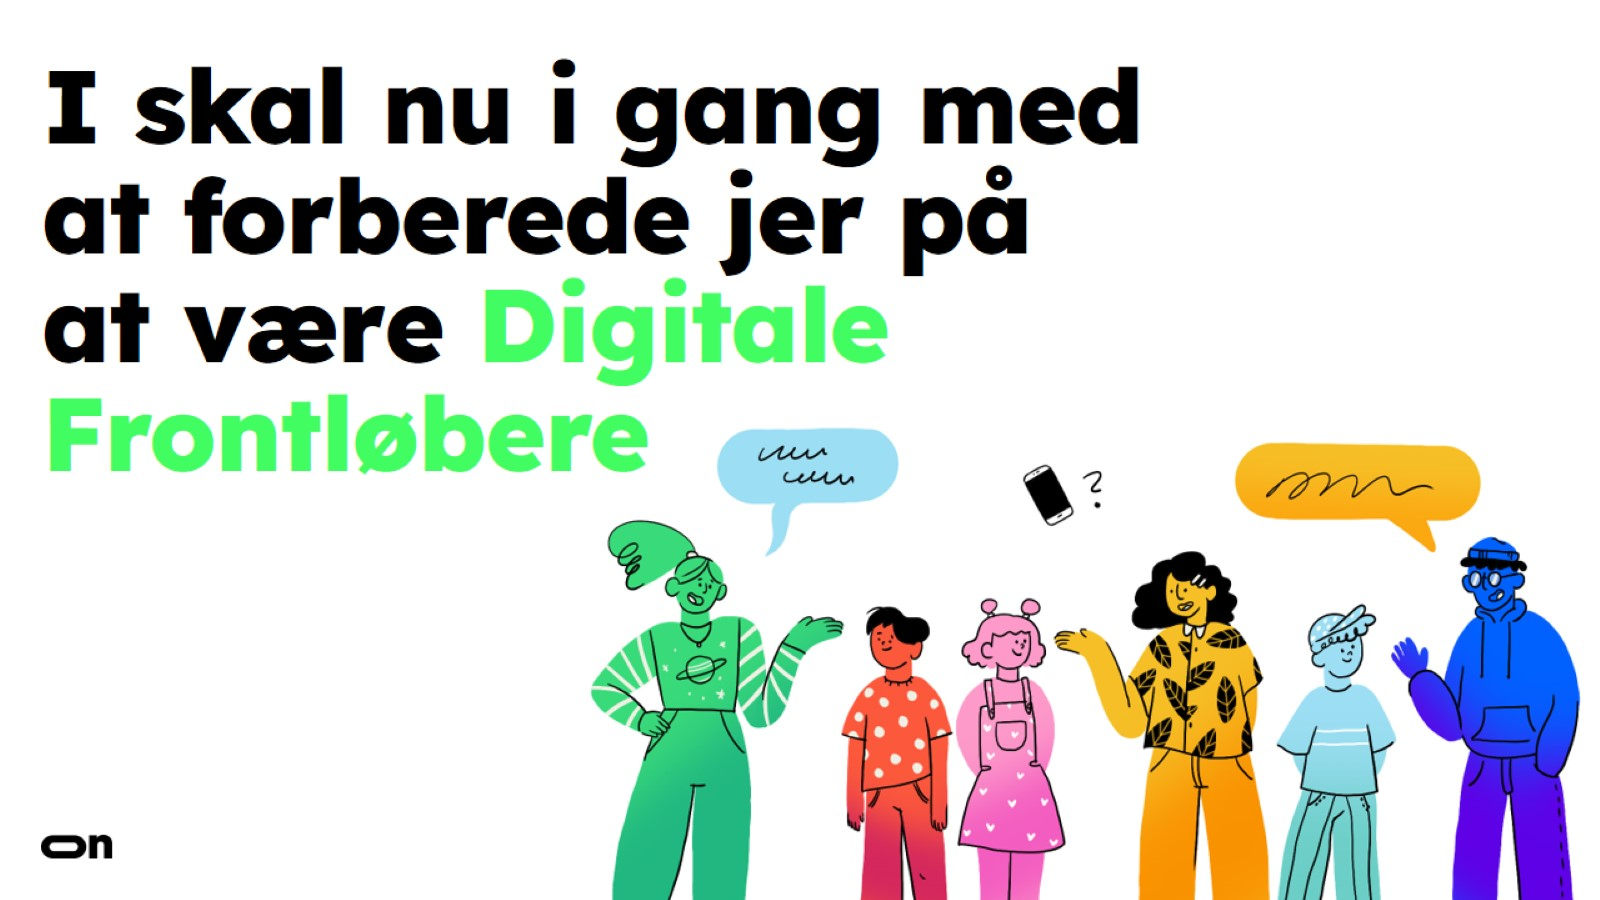 I skal nu i gang med
at forberede jer på
at være Digitale
Frontløbere
?
on